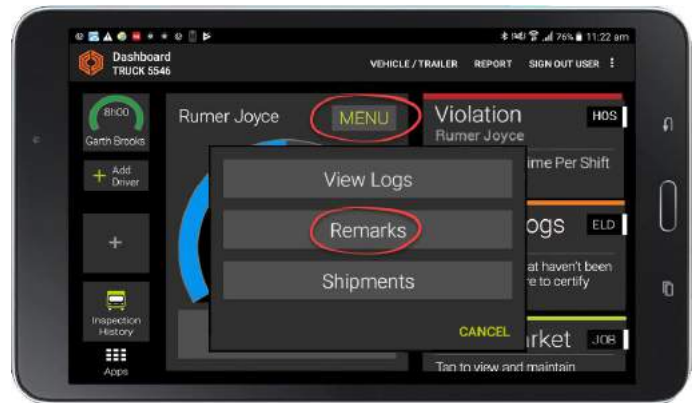 76% 11:22 am
Dashboard
TRUCK 5546
VEHICLE / TRAILER REPORT SIGN OUT USER
8h00
Garth Brooks
Rumer Joyce
MENU
Violation
HOS
Rumer Joyce
ime Per Shift
+ Add
Driver
View Logs
Remarks
Shipments
CANCEL
ogs
ELD
at haven't been
re to certify
+
Inspection
History
Apps
rket
JOB
Tap to view and maintain